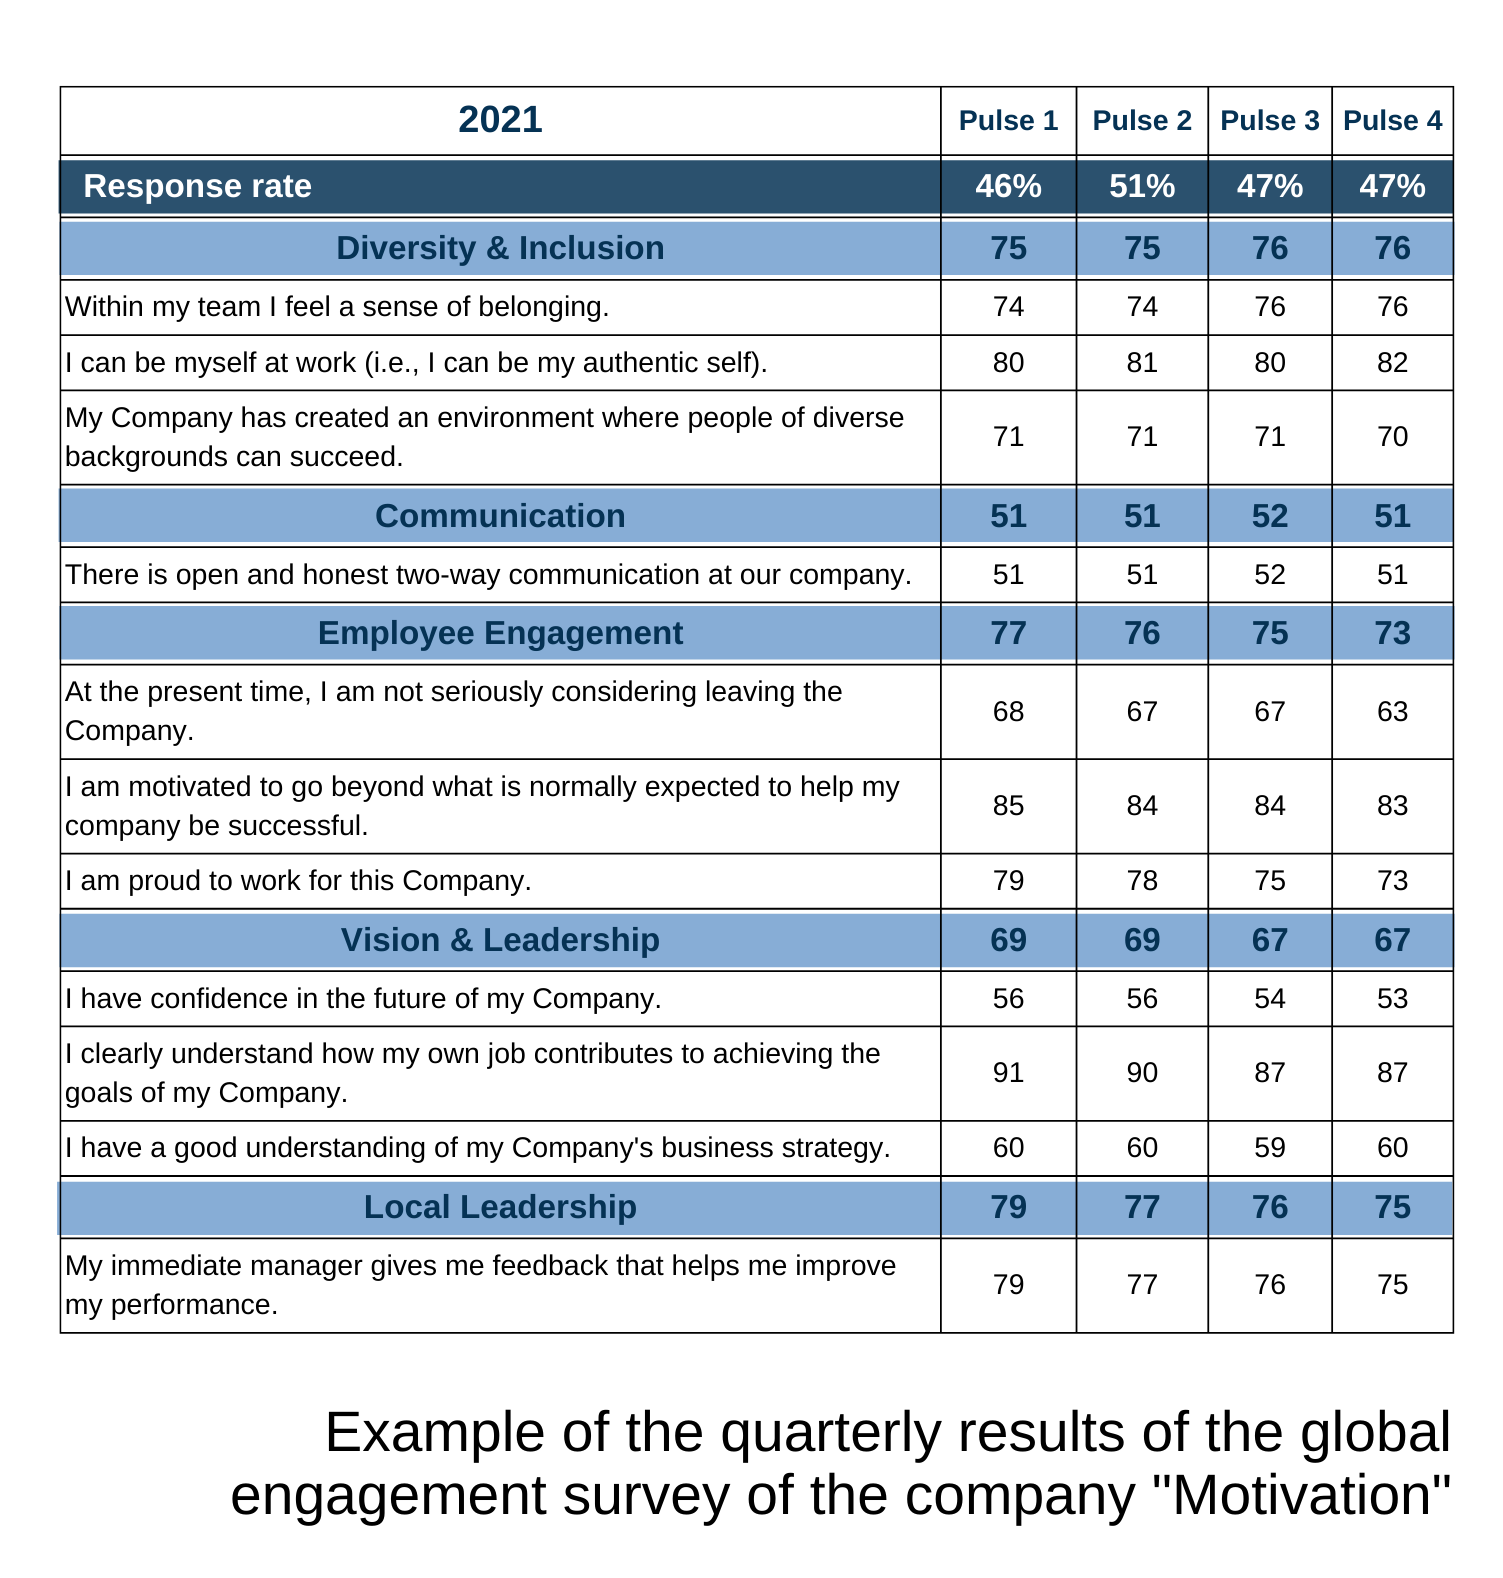 2021 Pulse 1 Pulse 2 Pulse 3 Pulse 4
Response rate 46% 51% 47% 47%
Diversity & Inclusion 75 75 76 76
Within my team I feel a sense of belonging. 74 74 76 76
I can be myself at work (i.e., I can be my authentic self). 80 81 80 82
My Company has created an environment where people of diverse
backgrounds can succeed. 71 71 71 70
Communication 51 51 52 51
There is open and honest two-way communication at our company. 51 51 52 51
Employee Engagement 77 76 75 73
At the present time, I am not seriously considering leaving the
Company. 68 67 67 63
I am motivated to go beyond what is normally expected to help my
company be successful. 85 84 84 83
I am proud to work for this Company. 79 78 75 73
Vision & Leadership 69 69 67 67
I have confidence in the future of my Company. 56 56 54 53
I clearly understand how my own job contributes to achieving the
goals of my Company. 91 90 87 87
I have a good understanding of my Company's business strategy. 60 60 59 60
Local Leadership 79 77 76 75
My immediate manager gives me feedback that helps me improve
my performance. 79 77 76 75
Example of the quarterly results of the global
engagement survey of the company "Motivation"